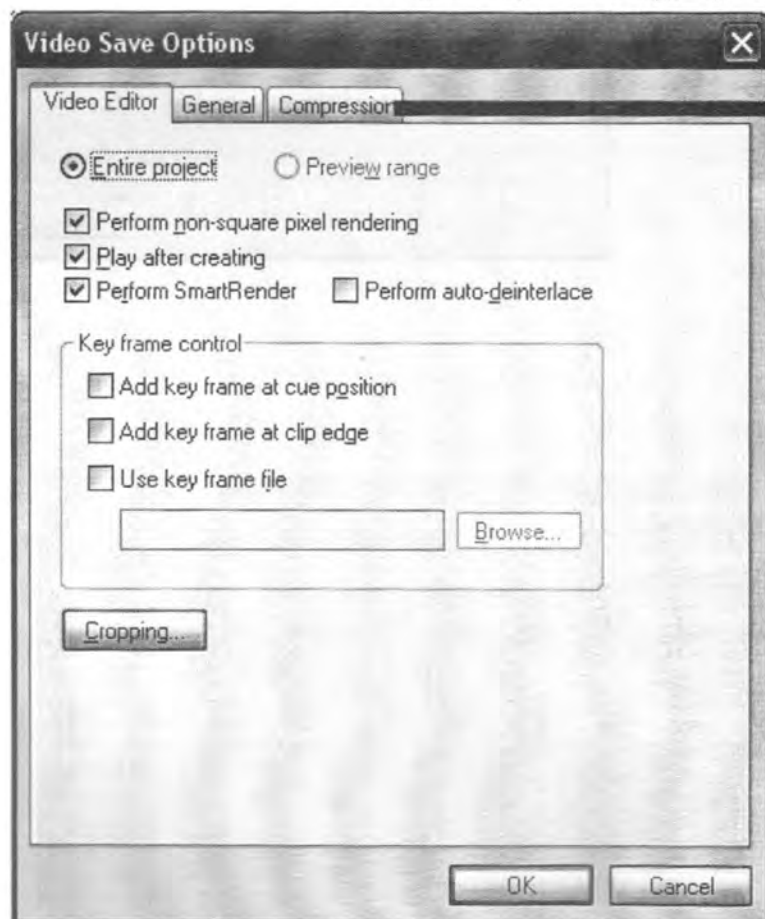 Video Save Options
Video Editor General Compression
Entire project Preview range
Perform non-square pixel rendering
Play after creating
Perform SmartRender Perform auto-deinterlace
Key frame control
Add key frame at cue position
Add key frame at clip edge
Use key frame file
Browse...
Cropping...
OK Cancel